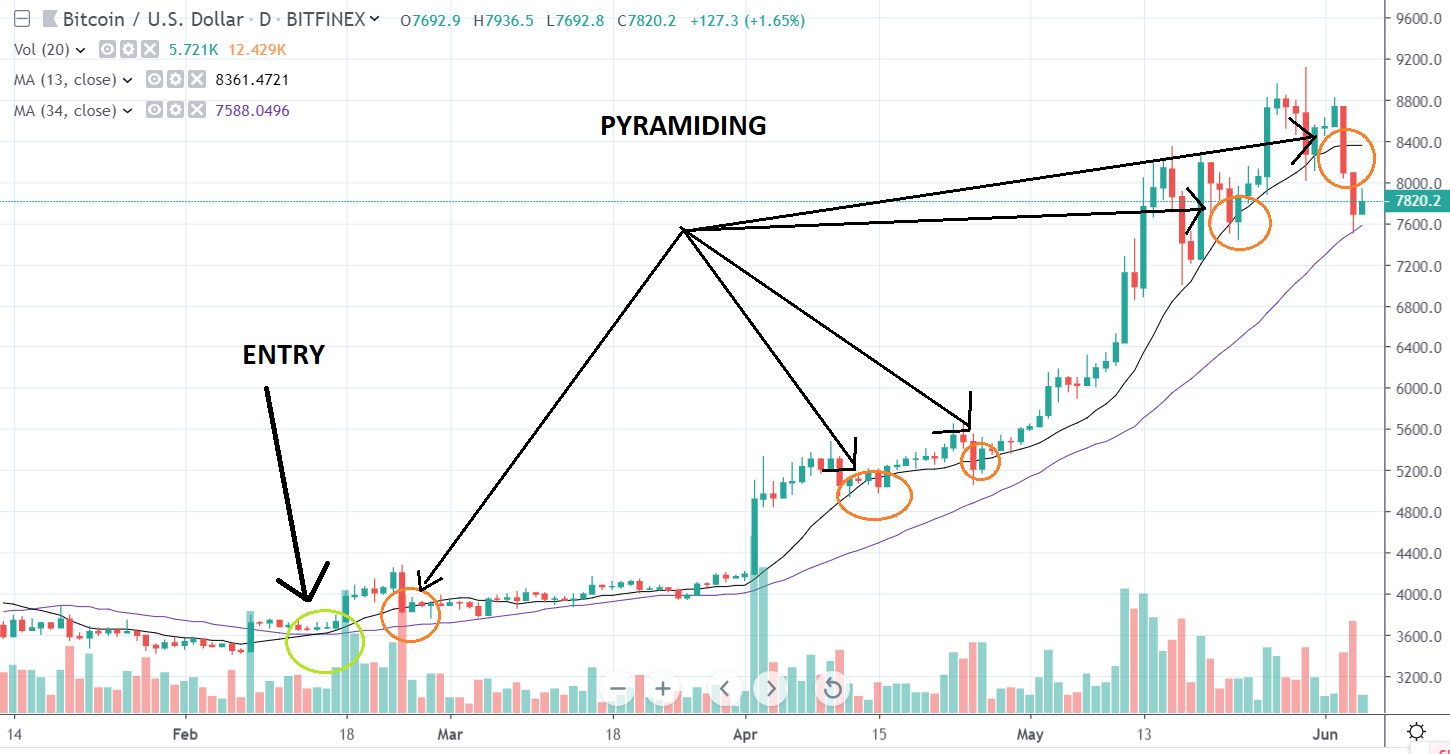 Bitcoin / U.S. Dollar · D · BITFINEX O7692.9 H7936.5 L7692.8 C7820.2 +127.3 (+1.65%)
Vol (20) 5.721K 12.429K
MA (13, close) 8361.4721
MA (34, close) 7588.0496
PYRAMIDING
ENTRY
9600.0
9200.0
8800.0
8400.0
8000.0
7820.2
7600.0
7200.0
6800.0
6400.0
6000.0
5600.0
5200.0
4800.0
4400.0
4000.0
3600.0
3200.0
14 Feb 18 Mar 18 Apr 15 May 13 Jun